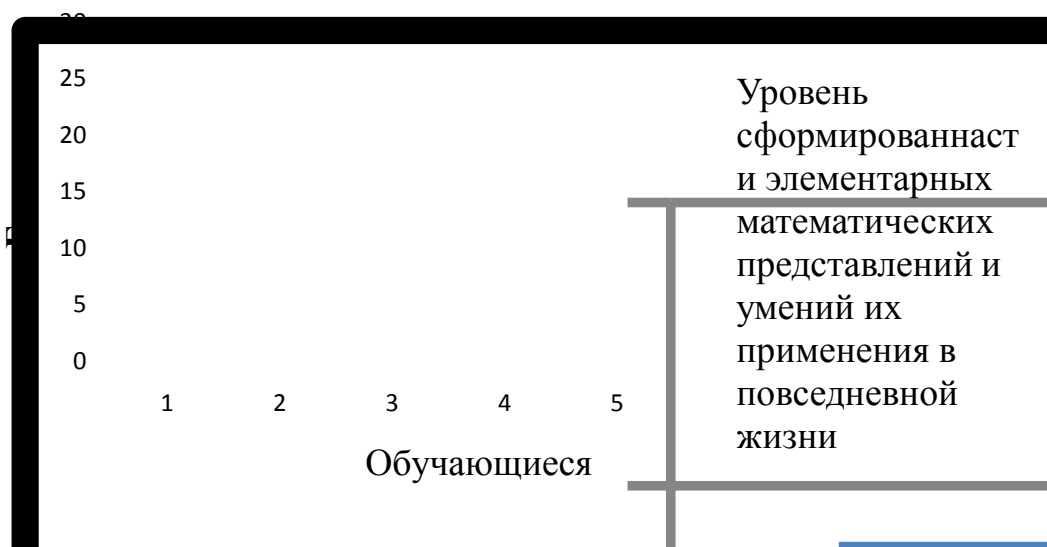 25
20
15
10
5
0
1 2 3 4 5
Обучающиеся
Уровень
сформированнаст
и элементарных
математических
представлений и
умений их
применения в
повседневной
жизни